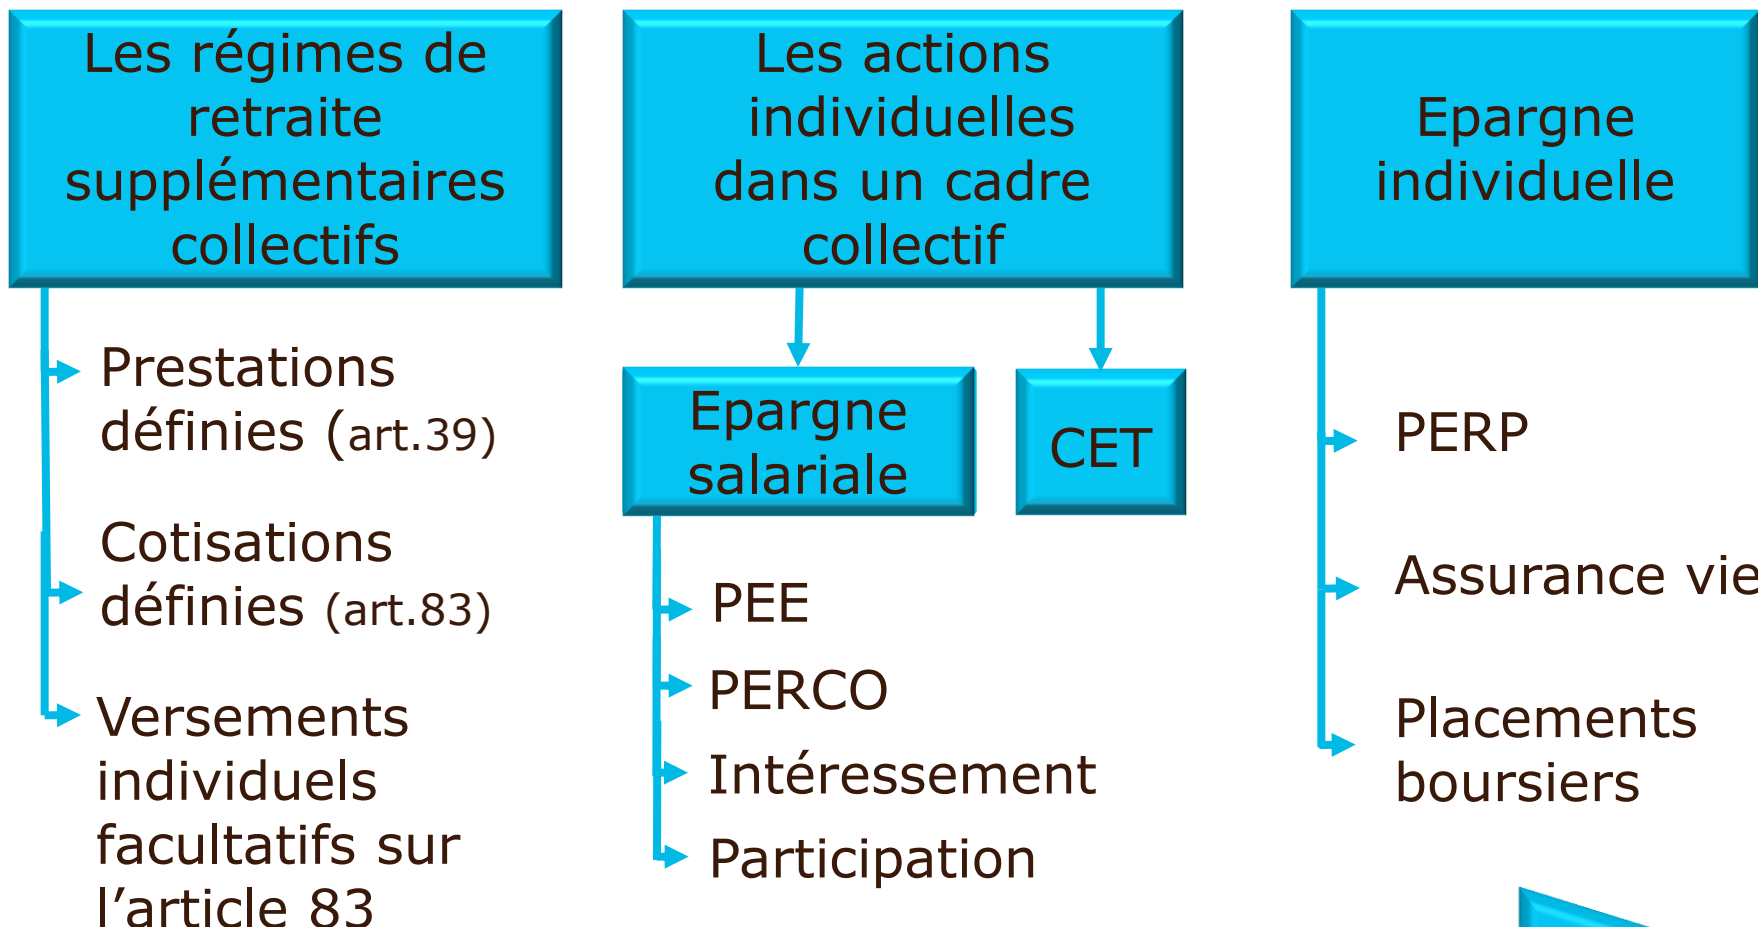 Les régimes de
retraite
supplémentaires
collectifs
Prestations
définies (art.39)
Cotisations
définies (art.83)
Versements
individuels
facultatifs sur
l’article 83
Les actions
individuelles
dans un cadre
collectif
Epargne
salariale
CET
PEE
PERCO
Intéressement
Participation
Epargne
individuelle
PERP
Assurance vie
Placements
boursiers